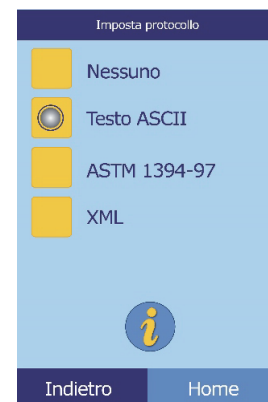 Imposta protocollo
Nessuno
Testo ASCII
ASTM 1394-97
XML
i
Indietro Home